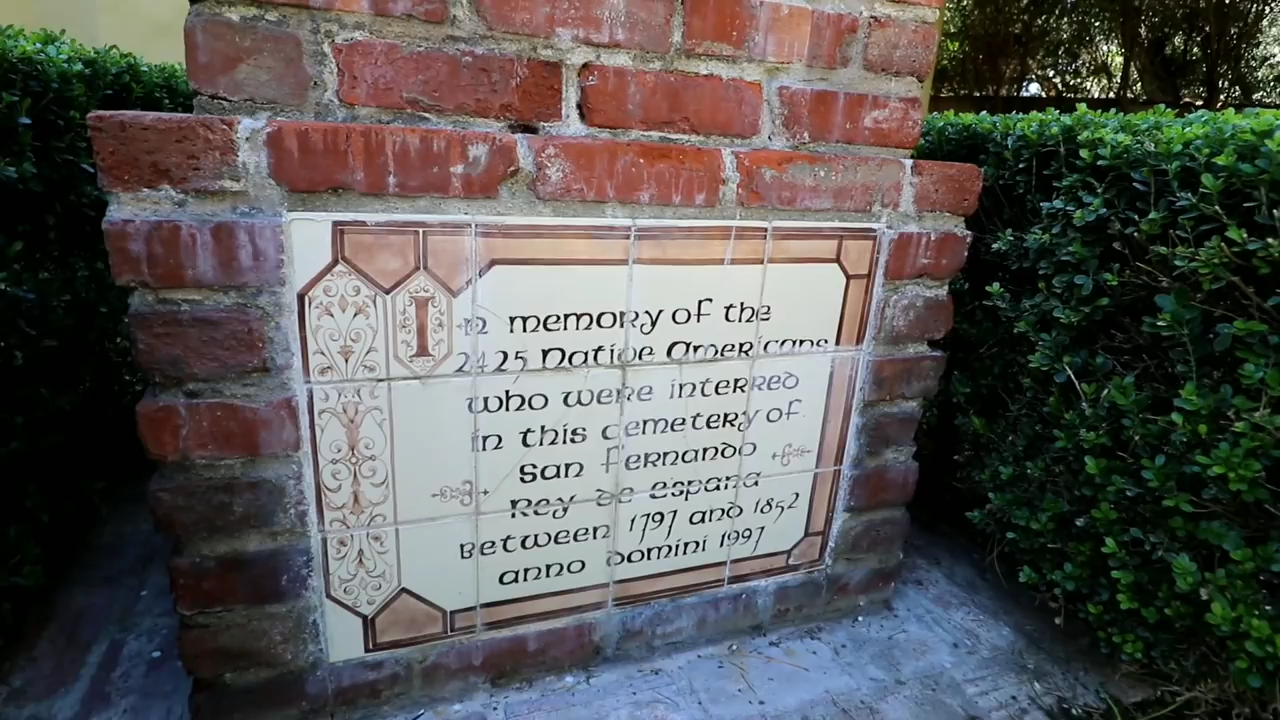 In memory of the
2425 Native Americans
who were interred
in this cemetery of
San Fernando
Rey de Espana
Between 1797 and 1852
anno Domini 1997